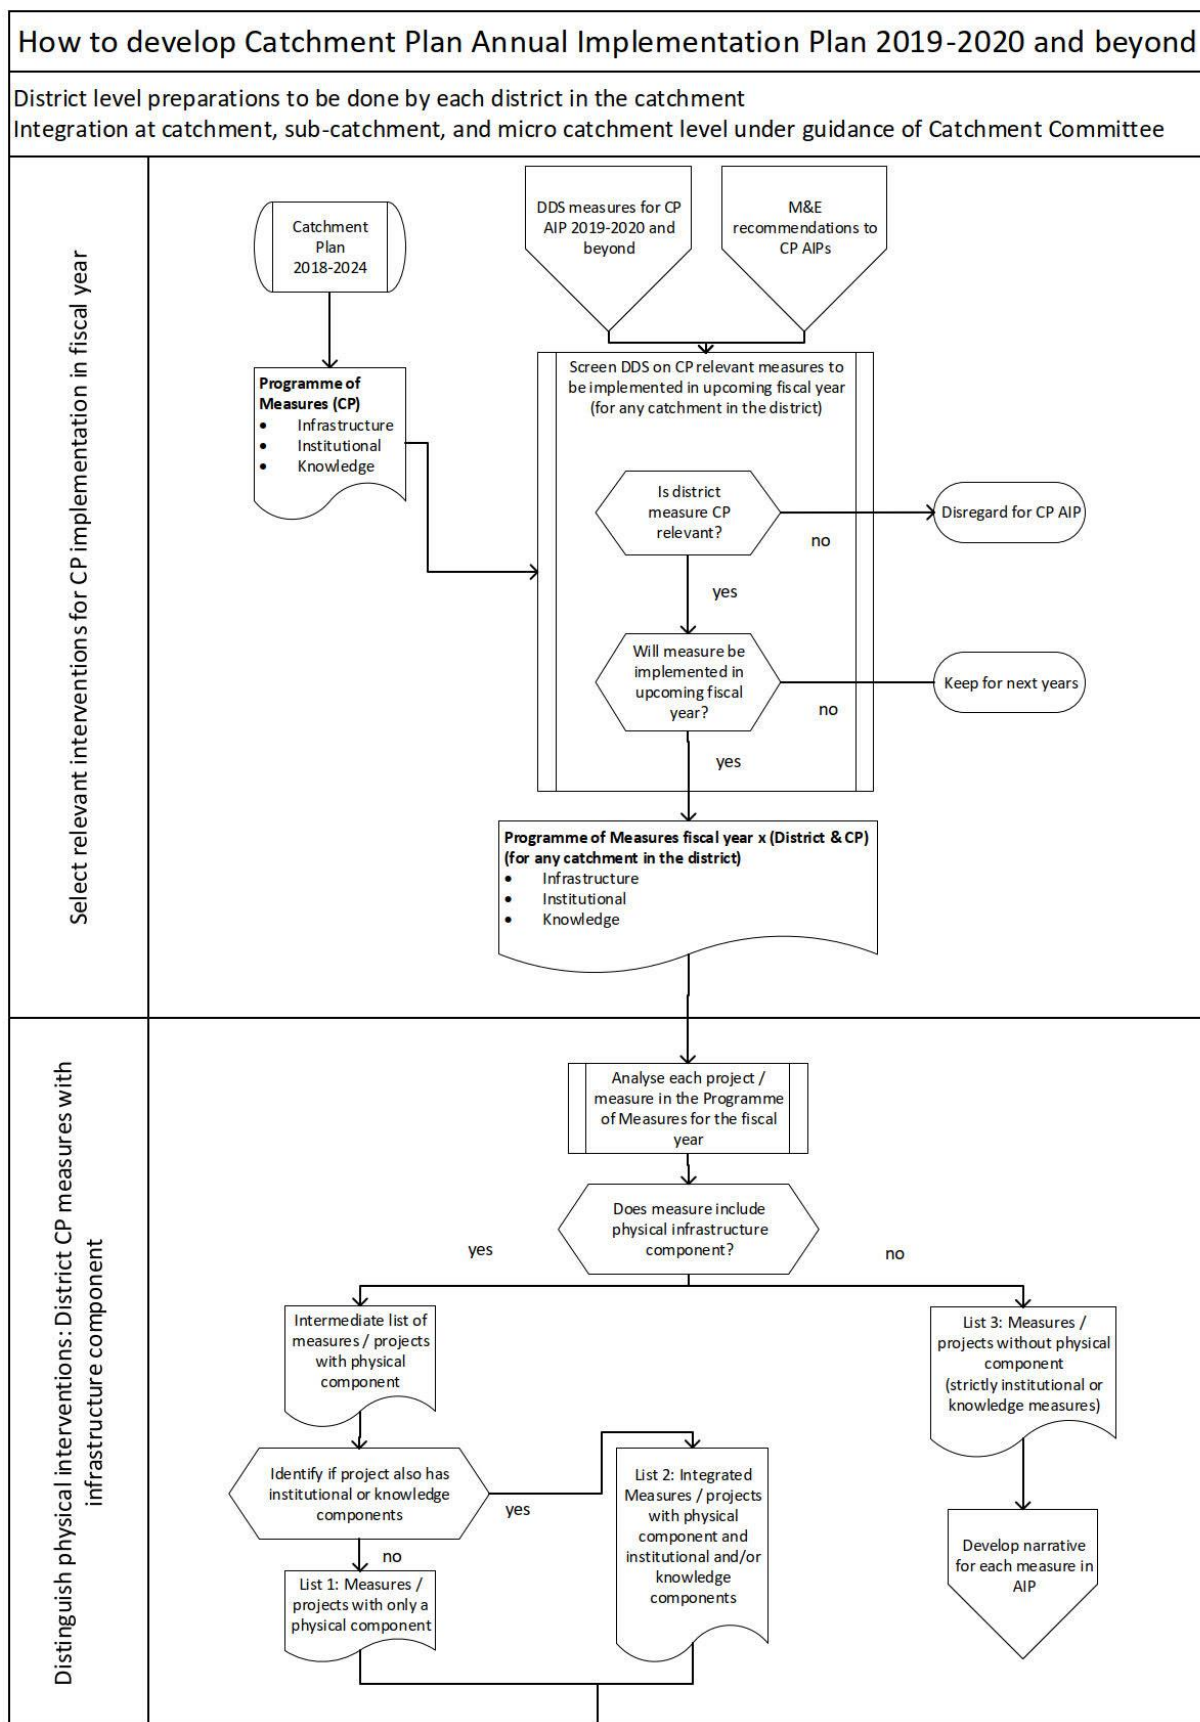 How to develop Catchment Plan Annual Implementation Plan 2019-2020 and beyond
District level preparations to be done by each district in the catchment
Integration at catchment, sub-catchment, and micro catchment level under guidance of Catchment Committee
Select relevant interventions for CP implementation in fiscal year
Catchment
Plan
2018-2024
DDS measures for CP
AIP 2019-2020 and
beyond
M&E
recommendations to
CP AIPs
Programme of
Measures (CP)
• Infrastructure
• Institutional
• Knowledge
Screen DDS on CP relevant measures to
be implemented in upcoming fiscal year
(for any catchment in the district)
Is district
measure CP
relevant?
no
Disregard for CP AIP
yes
Will measure be
implemented in
upcoming fiscal
year?
no
Keep for next years
yes
Programme of Measures fiscal year x (District & CP)
(for any catchment in the district)
• Infrastructure
• Institutional
• Knowledge
Distinguish physical interventions: District CP measures with
infrastructure component
Analyse each project /
measure in the Programme
of Measures for the fiscal
year
Does measure include
physical infrastructure
component?
yes
no
Intermediate list of
measures / projects
with physical
component
List 3: Measures /
projects without physical
component
(strictly institutional or
knowledge measures)
Identify if project also has
institutional or knowledge
components
yes
no
List 2: Integrated
Measures / projects
with physical
component and
institutional and/or
knowledge
components
Develop narrative
for each measure in
AIP
List 1: Measures /
projects with only a
physical component